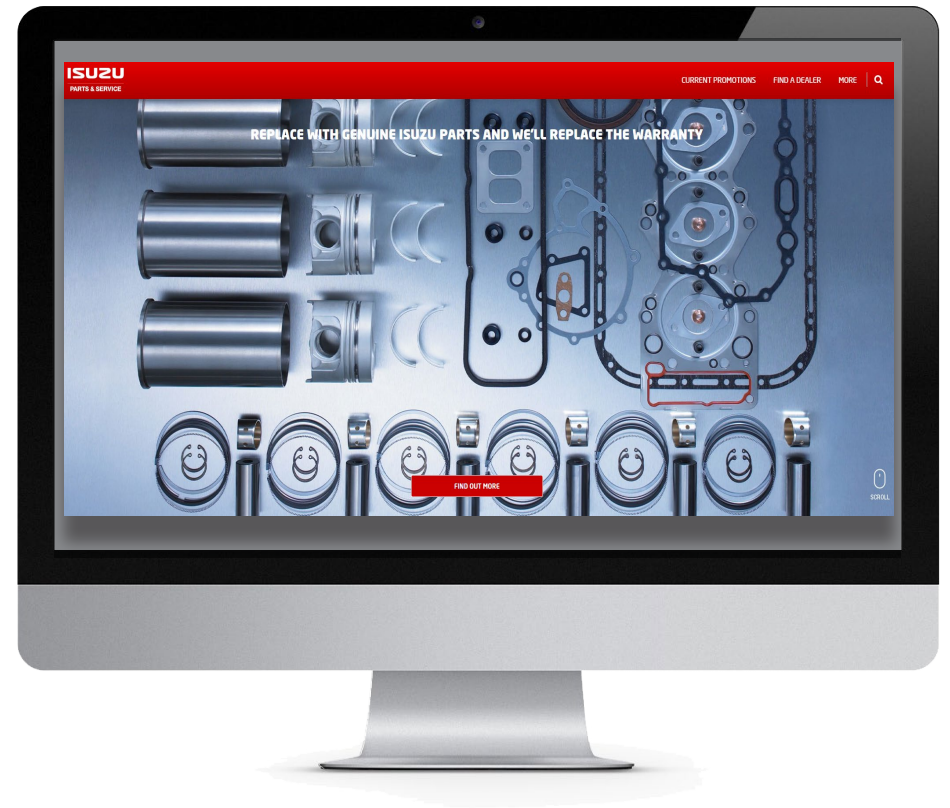 ISUZU
PARTS & SERVICE
CURRENT PROMOTIONS FIND A DEALER MORE
REPLACE WITH GENUINE ISUZU PARTS AND WE'LL REPLACE THE WARRANTY
FIND OUT MORE
SCROLL